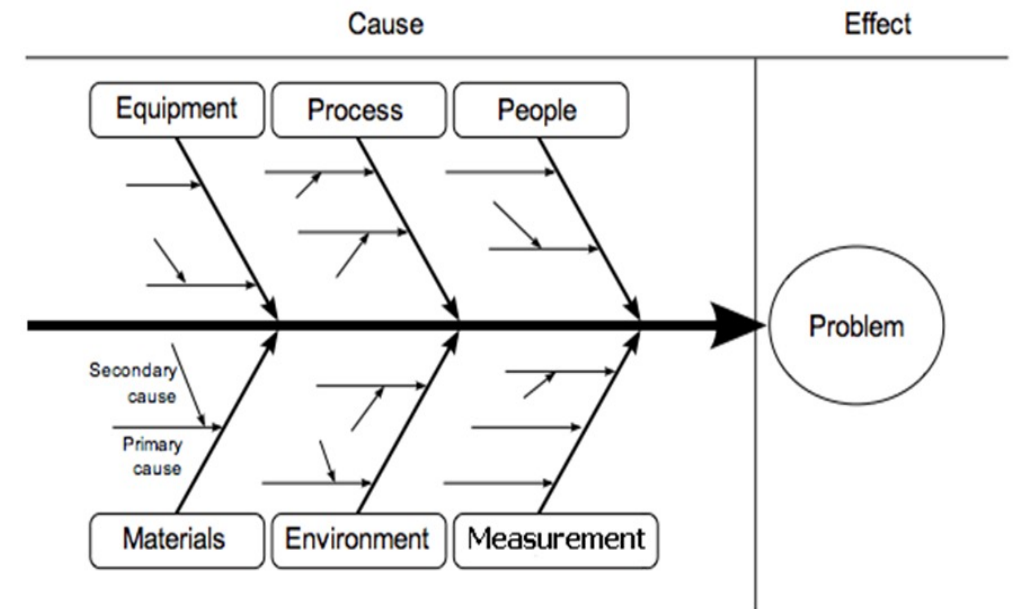 Cause
Effect
Equipment
Process
People
Problem
Secondary
cause
Primary
cause
Materials
Environment
Measurement